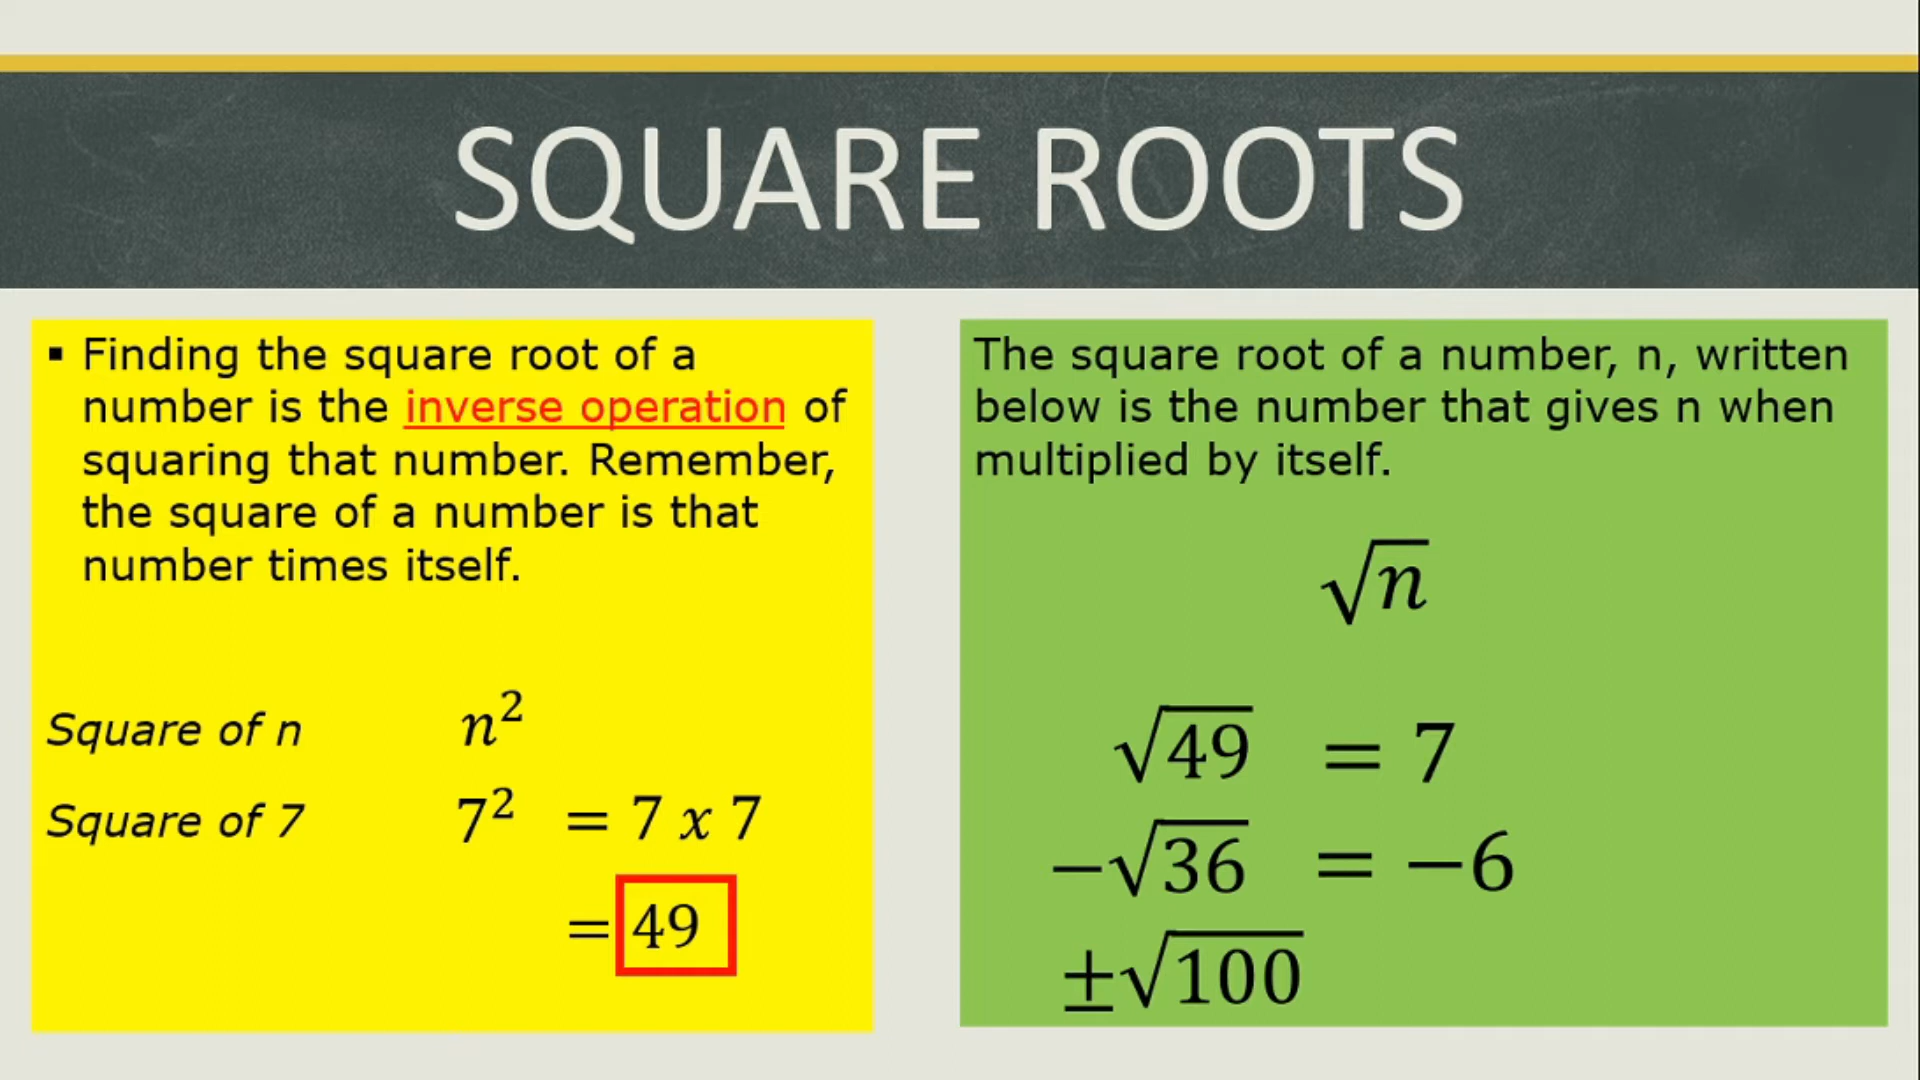 SQUARE ROOTS
▪ Finding the square root of a
number is the inverse operation of
squaring that number. Remember,
the square of a number is that
number times itself.
Square of n n²
Square of 7 7² = 7 x 7
= 49
The square root of a number, n, written
below is the number that gives n when
multiplied by itself.
√n
√49 = 7
−√36 = −6
±√100